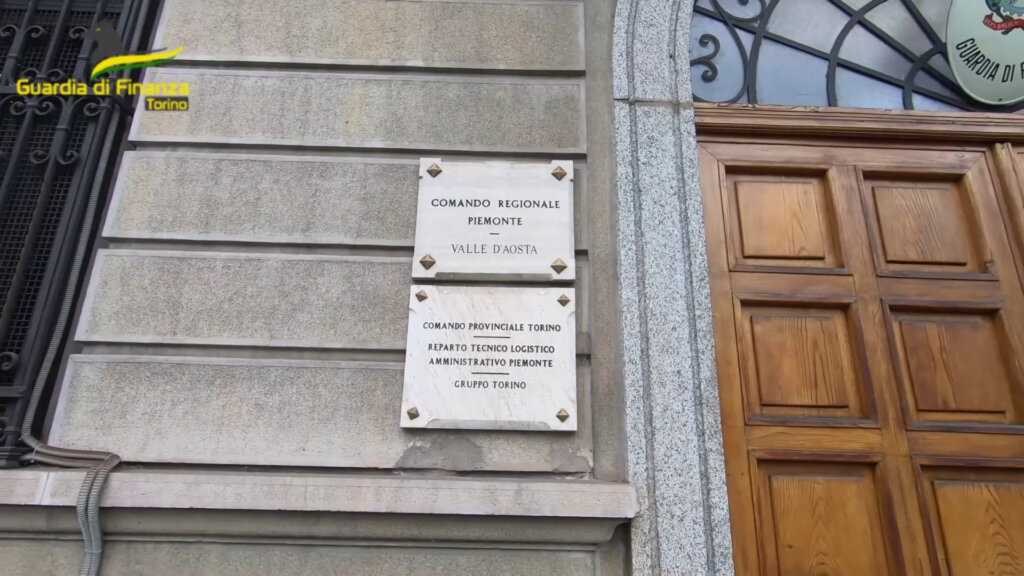 Guardia di Finanza
Torino
COMANDO REGIONALE
PIEMONTE
VALLE D'AOSTA
COMANDO PROVINCIALE TORINO
REPARTO TECNICO LOGISTICO
AMMINISTRATIVO PIEMONTE
GRUPPO TORINO
GUARDIA DI